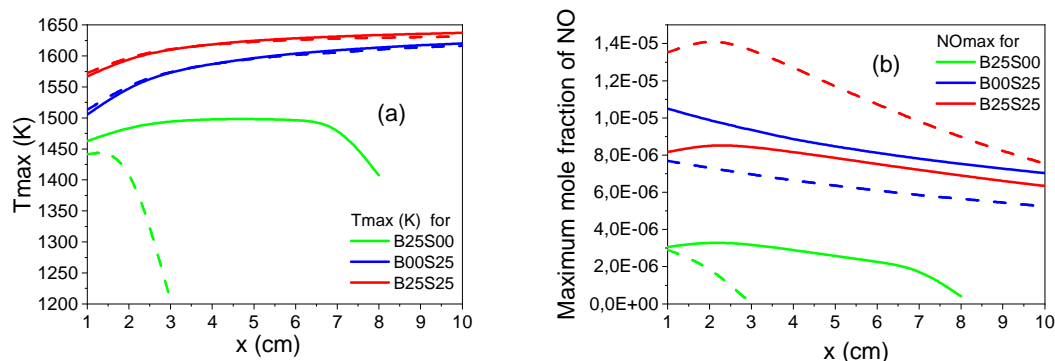 1650
1600
1550
1500
1450
1400
1350
1300
1250
1200
Tmax (K)
(a)
Tmax (K) for
B25S00
B00S25
B25S25
1 2 3 4 5 6 7 8 9 10
x (cm)
1,4E-05
1,2E-05
1,0E-05
8,0E-06
6,0E-06
4,0E-06
2,0E-06
0,0E+00
Maximum mole fraction of NO
(b)
NOmax for
B25S00
B00S25
B25S25
1 2 3 4 5 6 7 8 9 10
x (cm)